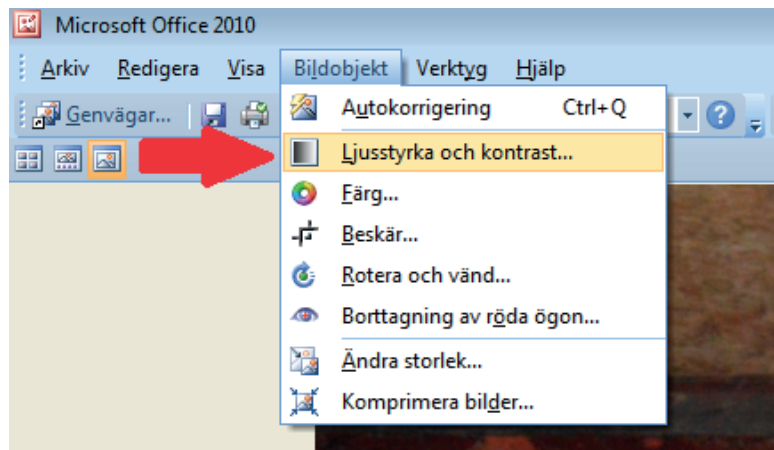 Microsoft Office 2010
Arkiv Redigera Visa Bildobjekt Verktyg Hjälp
Genvägar...
Autokorrigering Ctrl+Q
Ljusstyrka och kontrast...
Färg...
Beskär...
Rotera och vänd...
Borttagning av röda ögon...
Ändra storlek...
Komprimera bilder...